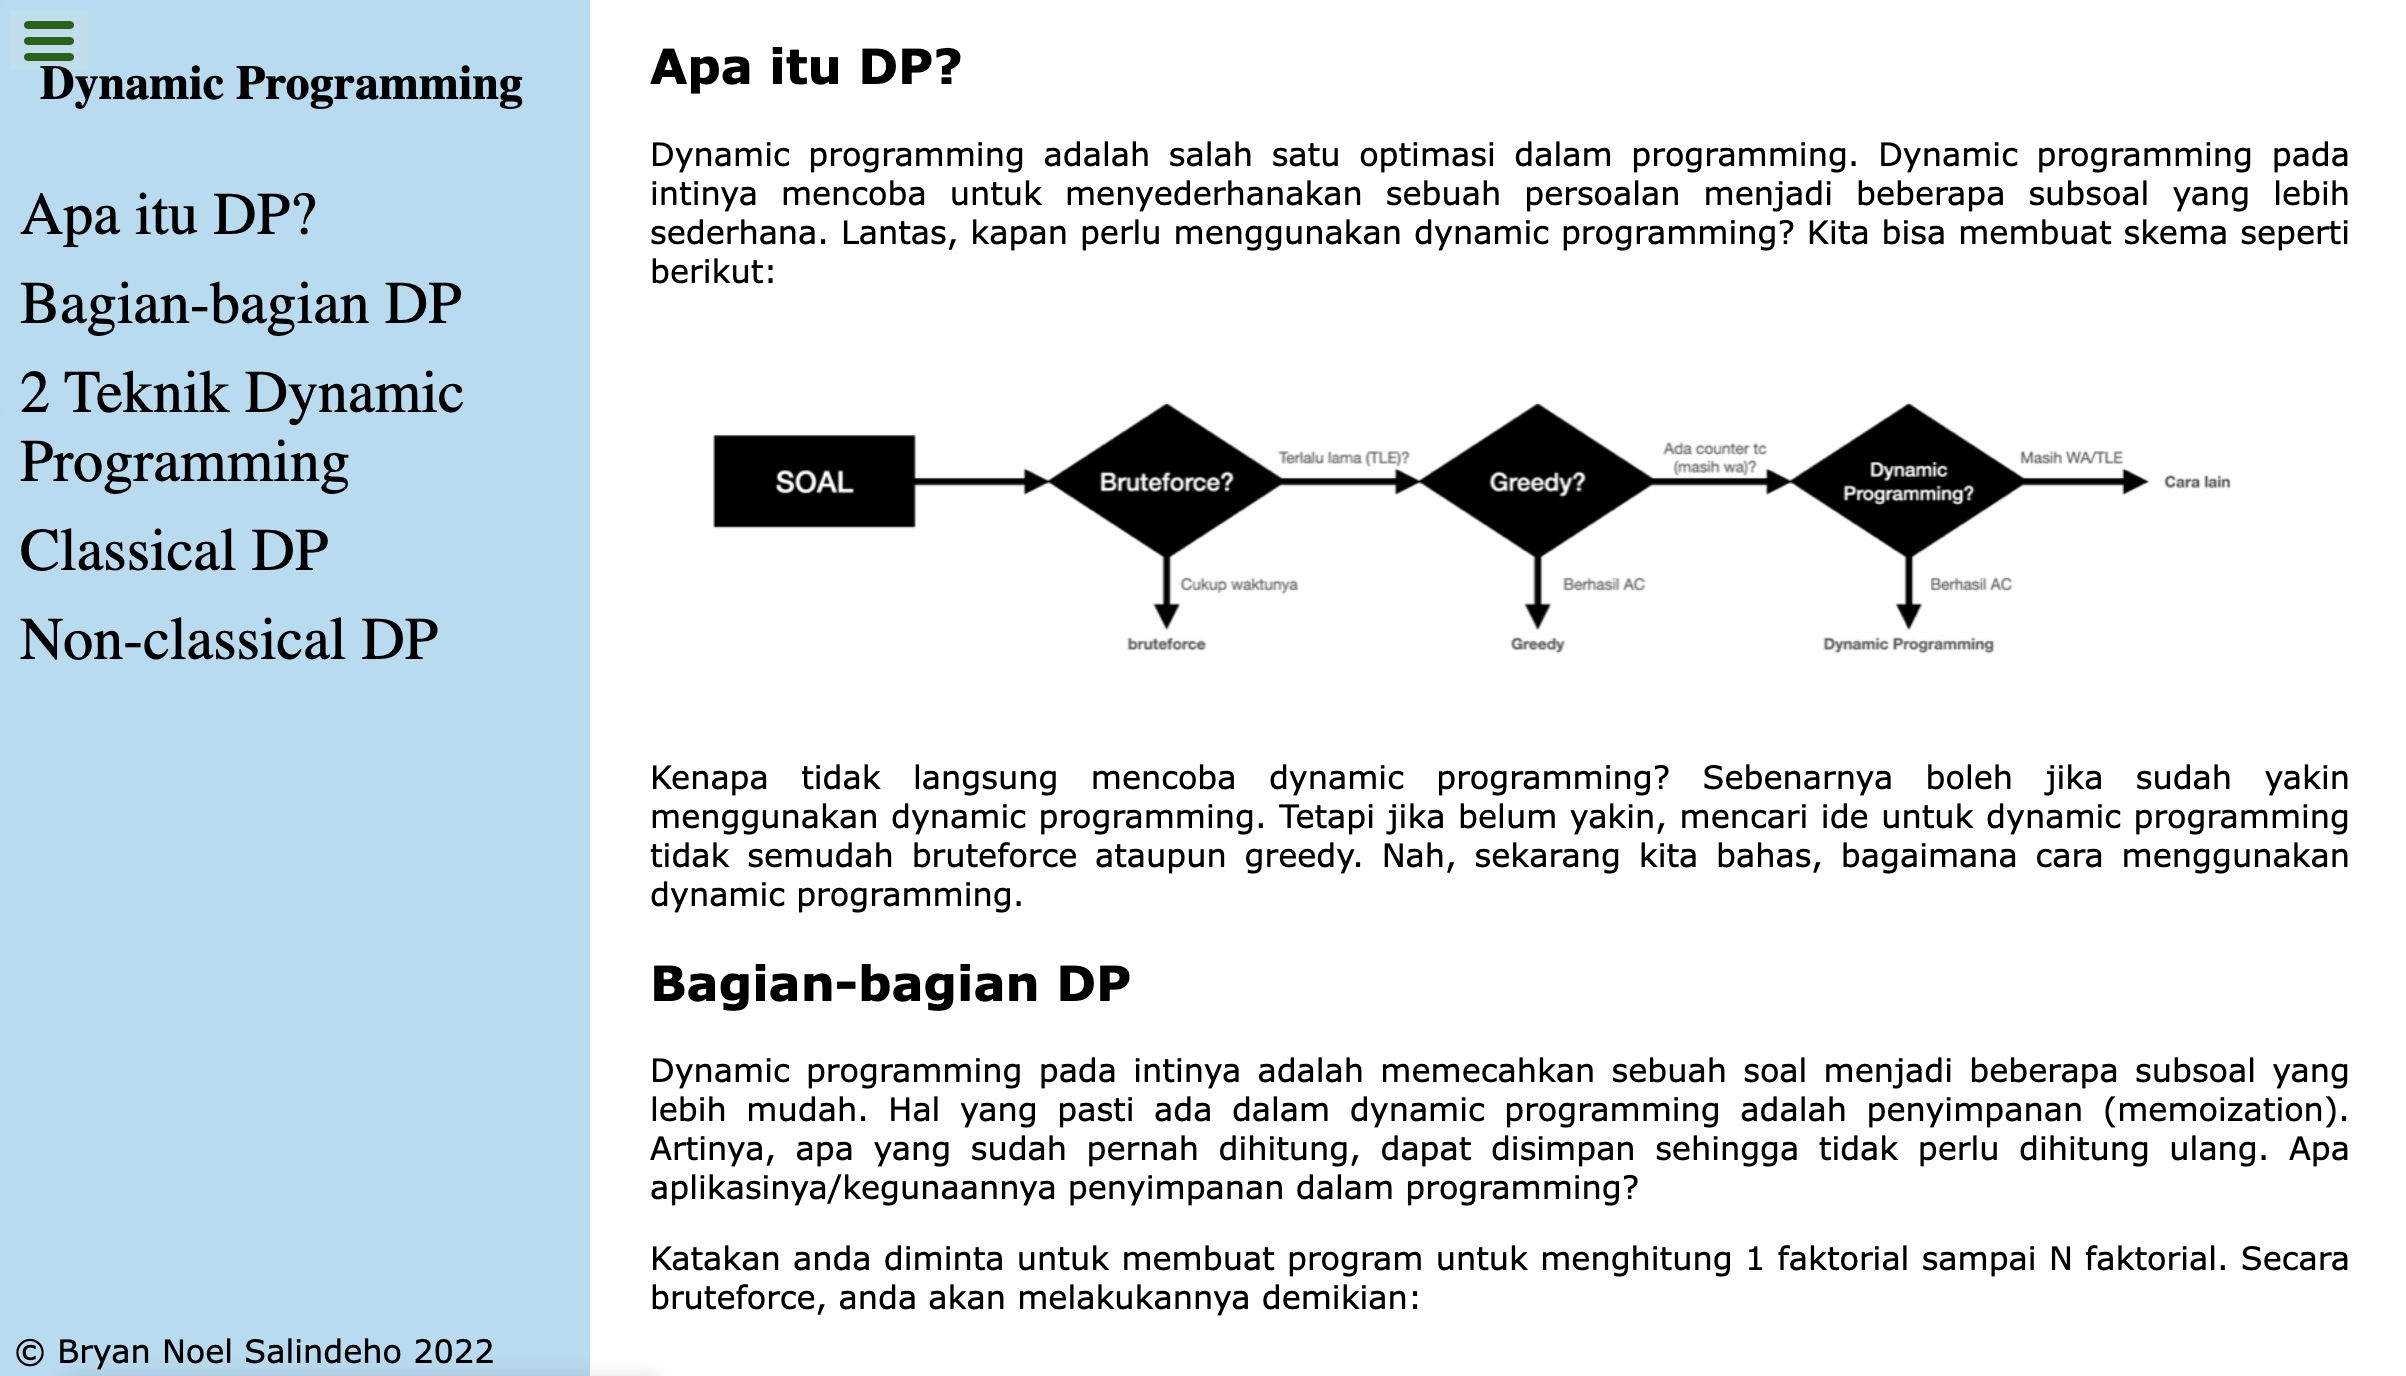 Dynamic Programming
Apa itu DP?
Bagian-bagian DP
2 Teknik Dynamic
Programming
Classical DP
Non-classical DP
© Bryan Noel Salindeho 2022
Apa itu DP?
Dynamic programming adalah salah satu optimasi dalam programming. Dynamic programming pada
intinya mencoba untuk menyederhanakan sebuah persoalan menjadi beberapa subsoal yang lebih
sederhana. Lantas, kapan perlu menggunakan dynamic programming? Kita bisa membuat skema seperti
berikut:
SOAL
Bruteforce?
Terlalu lama (TLE)?
Greedy?
Ada counter tc
(masih wa)?
Dynamic
Programming?
Masih WA/TLE
Cara lain
Cukup waktunya
Berhasil AC
Berhasil AC
bruteforce
Greedy
Dynamic Programming
Kenapa tidak langsung mencoba dynamic programming? Sebenarnya boleh jika sudah yakin
menggunakan dynamic programming. Tetapi jika belum yakin, mencari ide untuk dynamic programming
tidak semudah bruteforce ataupun greedy. Nah, sekarang kita bahas, bagaimana cara menggunakan
dynamic programming.
Bagian-bagian DP
Dynamic programming pada intinya adalah memecahkan sebuah soal menjadi beberapa subsoal yang
lebih mudah. Hal yang pasti ada dalam dynamic programming adalah penyimpanan (memoization).
Artinya, apa yang sudah pernah dihitung, dapat disimpan sehingga tidak perlu dihitung ulang. Apa
aplikasinya/kegunaannya penyimpanan dalam programming?
Katakan anda diminta untuk membuat program untuk menghitung 1 faktorial sampai N faktorial. Secara
bruteforce, anda akan melakukannya demikian: